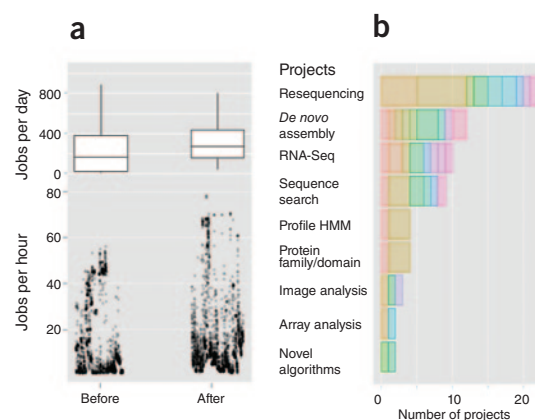 a
Jobs per day
800
400
0
Jobs per hour
80
60
40
20
Before
After
b
Projects
Resequencing
De novo
assembly
RNA-Seq
Sequence
search
Profile HMM
Protein
family/domain
Image analysis
Array analysis
Novel
algorithms
0
10
20
Number of projects